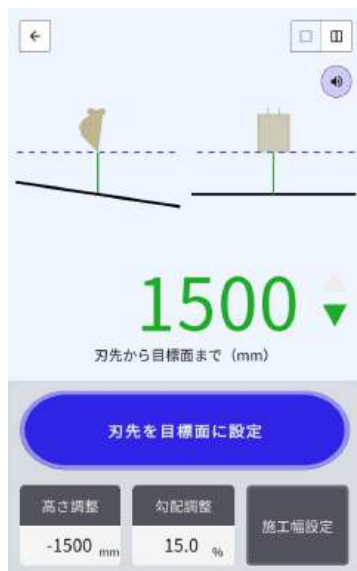 1500
刃先から目標面まで（mm）
刃先を目標面に設定
高さ調整
-1500 mm
勾配調整
15.0 %
施工幅設定